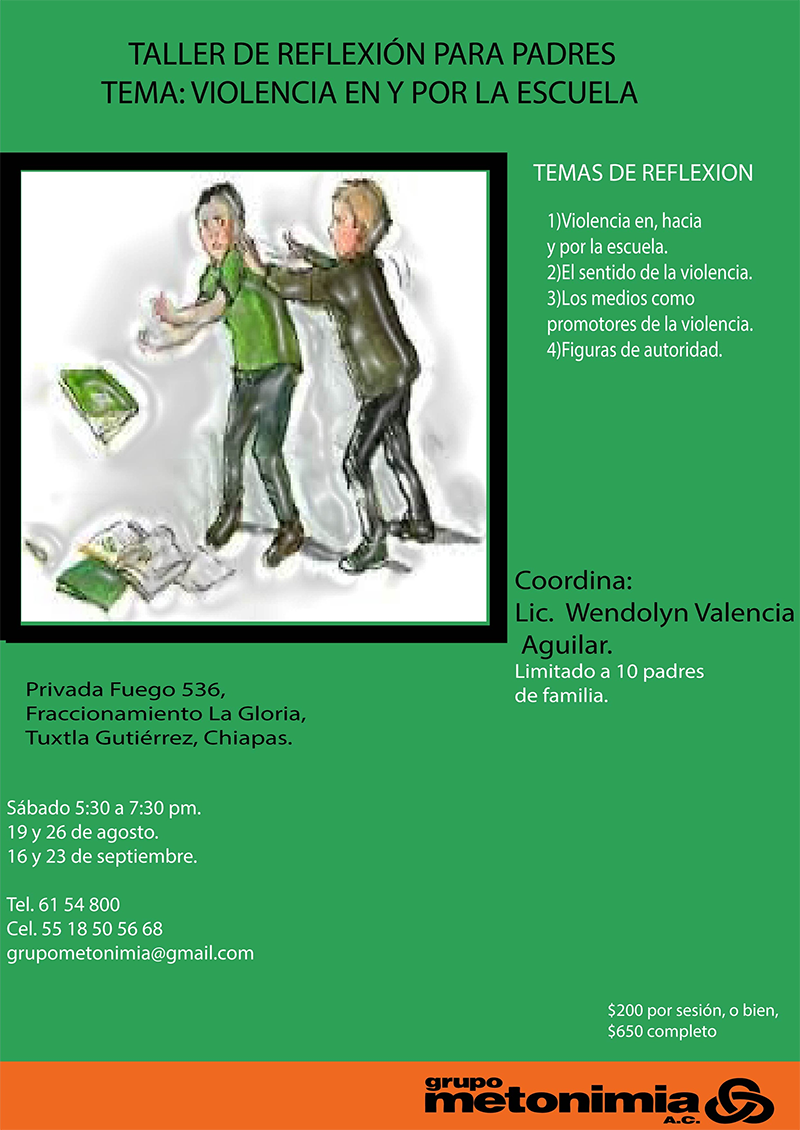 TALLER DE REFLEXIÓN PARA PADRES
TEMA: VIOLENCIA EN Y POR LA ESCUELA
TEMAS DE REFLEXION
1)Violencia en, hacia
y por la escuela.
2)El sentido de la violencia.
3)Los medios como
promotores de la violencia.
4)Figuras de autoridad.
Coordina:
Lic. Wendolyn Valencia
Aguilar.
Limitado a 10 padres
de familia.
Privada Fuego 536,
Fraccionamiento La Gloria,
Tuxtla Gutiérrez, Chiapas.
Sábado 5:30 a 7:30 pm.
19 y 26 de agosto.
16 y 23 de septiembre.
Tel. 61 54 800
Cel. 55 18 50 56 68
grupometonimia@gmail.com
$200 por sesión, o bien,
$650 completo
grupo
metonimia
A.C.